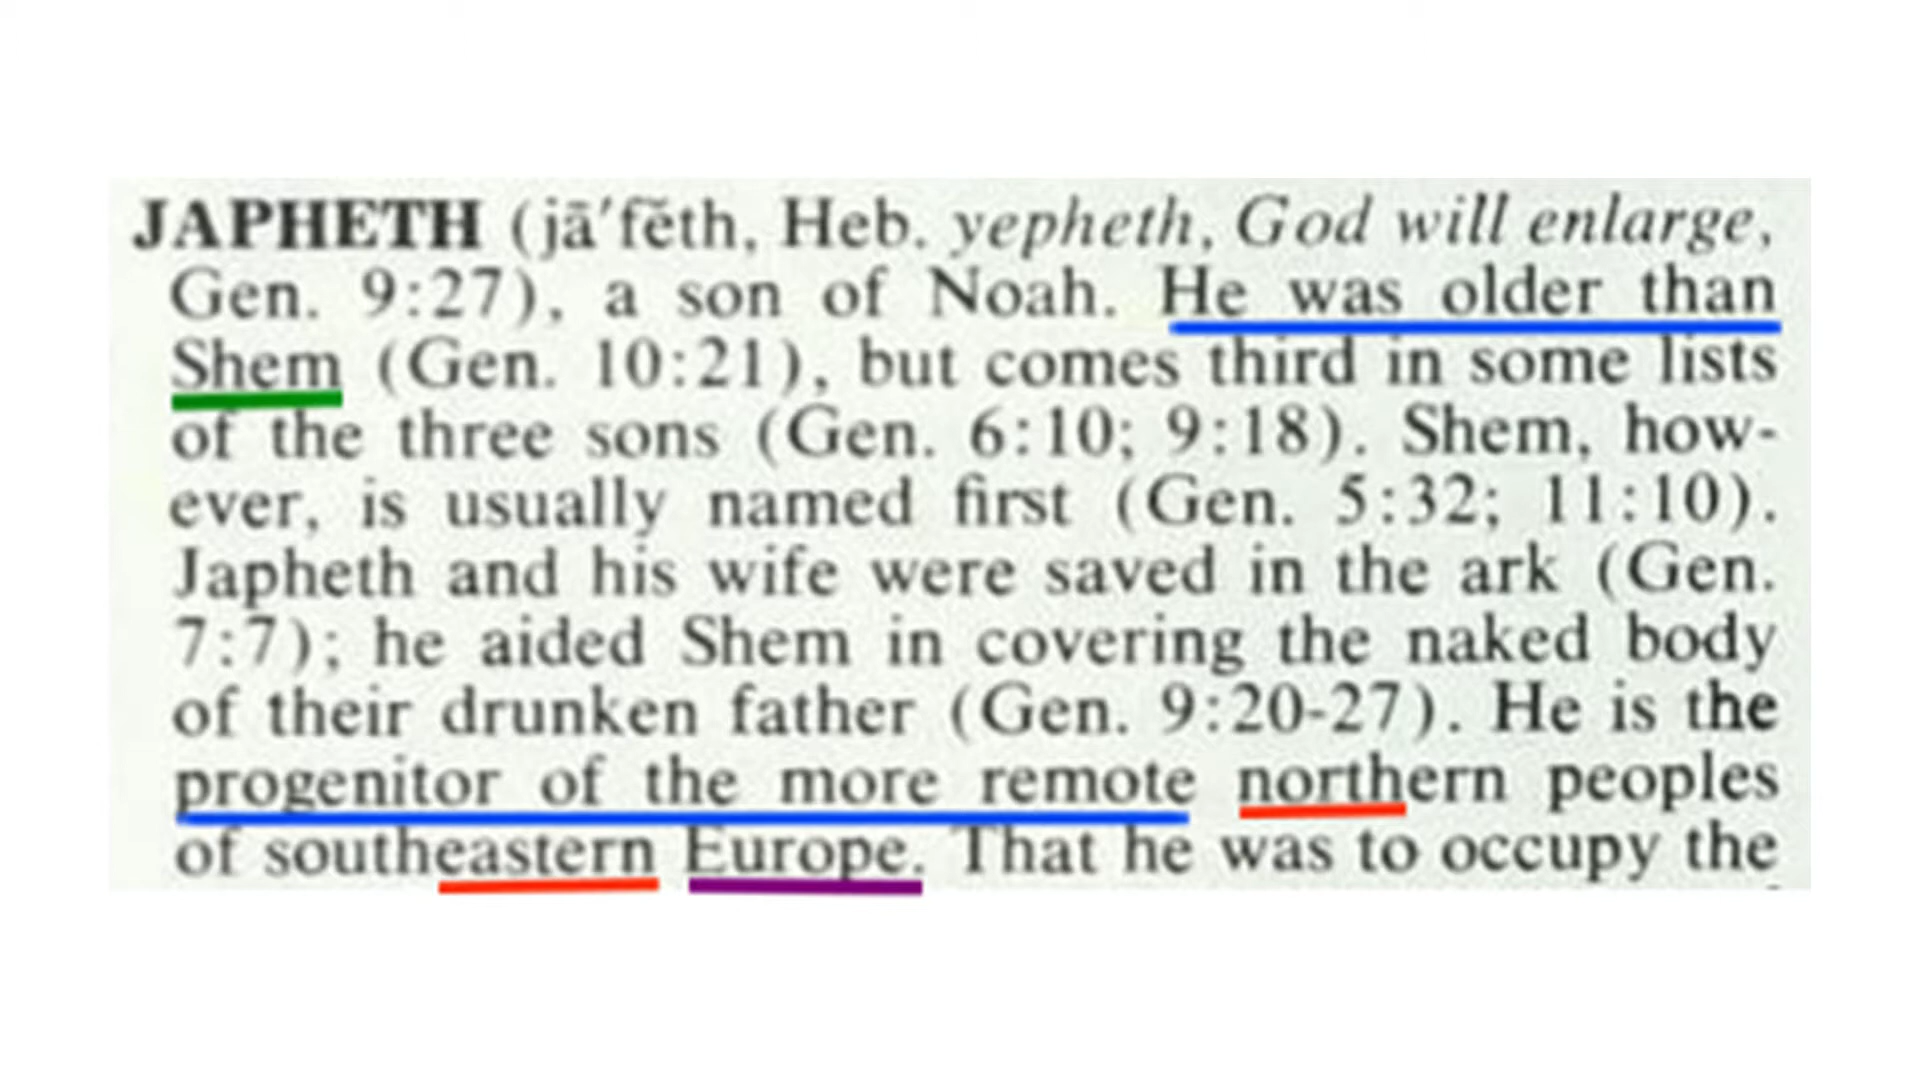 JAPHETH (jā′fĕth, Heb. yepheth, God will enlarge,
Gen. 9:27), a son of Noah. He was older than
Shem (Gen. 10:21), but comes third in some lists
of the three sons (Gen. 6:10; 9:18). Shem, how-
ever, is usually named first (Gen. 5:32; 11:10).
Japheth and his wife were saved in the ark (Gen.
7:7); he aided Shem in covering the naked body
of their drunken father (Gen. 9:20-27). He is the
progenitor of the more remote northern peoples
of southeastern Europe. That he was to occupy the